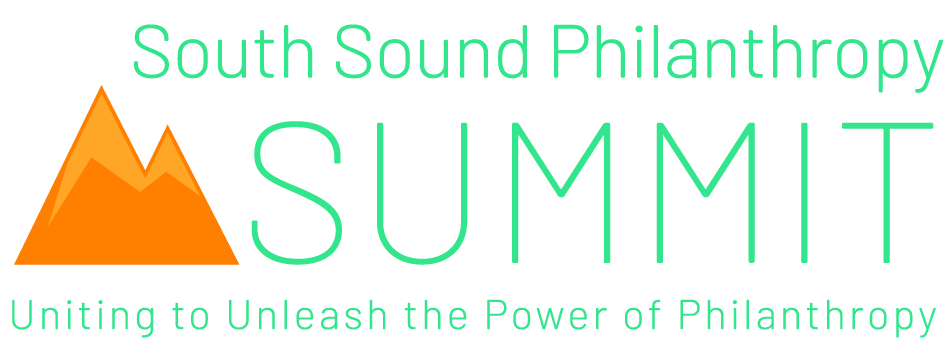 South Sound Philanthropy
SUMMIT
Uniting to Unleash the Power of Philanthropy